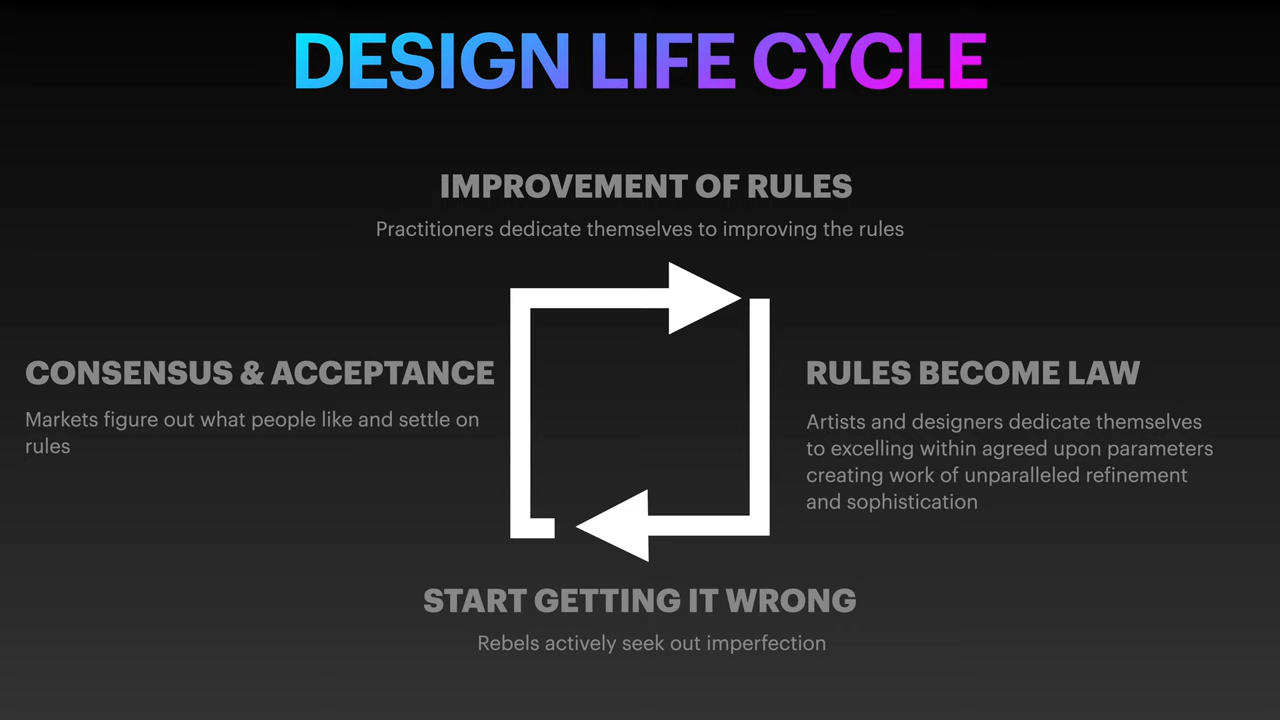 DESIGN LIFE CYCLE
IMPROVEMENT OF RULES
Practitioners dedicate themselves to improving the rules
CONSENSUS & ACCEPTANCE
Markets figure out what people like and settle on
rules
RULES BECOME LAW
Artists and designers dedicate themselves
to excelling within agreed upon parameters
creating work of unparalleled refinement
and sophistication
START GETTING IT WRONG
Rebels actively seek out imperfection